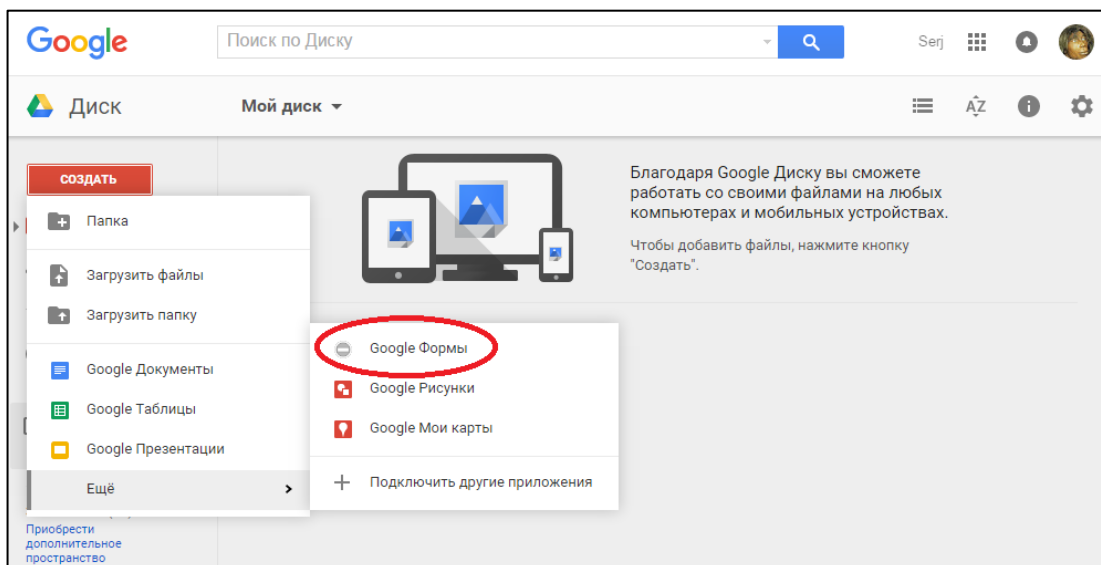 Google
Поиск по Диску
Serj
Диск
Мой диск
AZ
СОЗДАТЬ
Благодаря Google Диску вы сможете
работать со своими файлами на любых
компьютерах и мобильных устройствах.
Чтобы добавить файлы, нажмите кнопку
"Создать".
Папка
Загрузить файлы
Загрузить папку
Google Документы
Google Таблицы
Google Презентации
Ещё
Google Формы
Google Рисунки
Google Мои карты
Подключить другие приложения
Приобрести
дополнительное
пространство